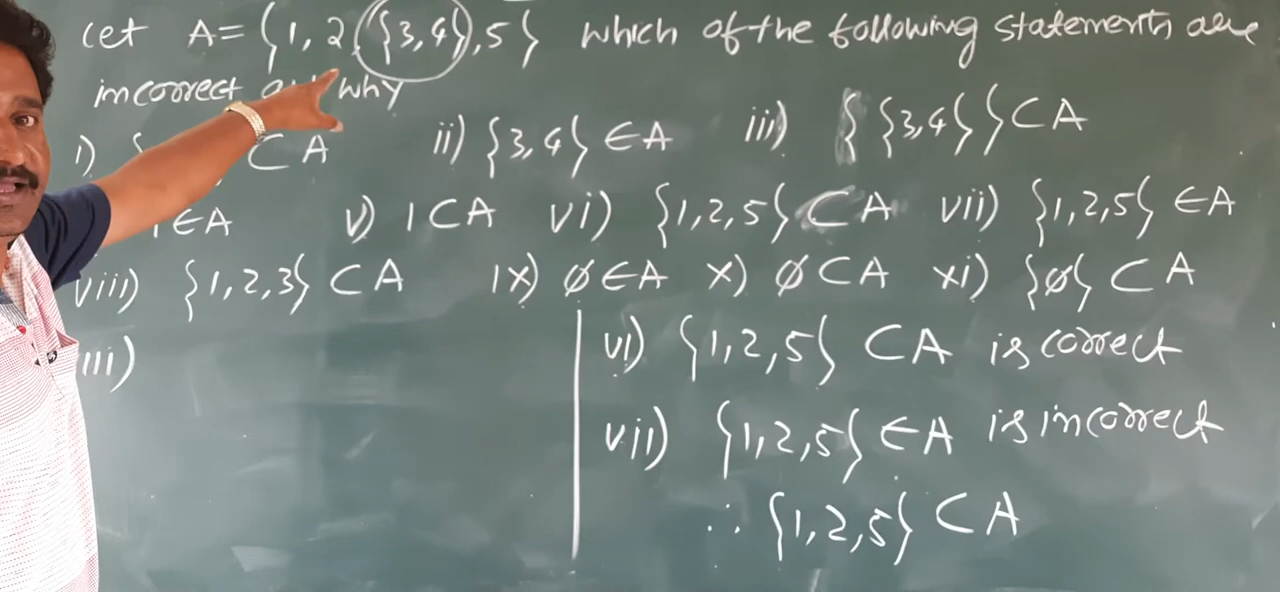 Let A = {1, 2, {3, 4}, 5} which of the following statements are
incorrect why
i) { ⊂ A ii) {3, 4} ∈ A iii) {{3, 4}} ⊂ A
1 ∈ A v) 1 ⊂ A vi) {1, 2, 5} ⊂ A vii) {1, 2, 5} ∈ A
viii) {1, 2, 3} ⊂ A ix) ∅ ∈ A x) ∅ ⊂ A xi) {∅} ⊂ A
iii)
vi) {1, 2, 5} ⊂ A is correct
vii) {1, 2, 5} ∈ A is incorrect
∴ {1, 2, 5} ⊂ A